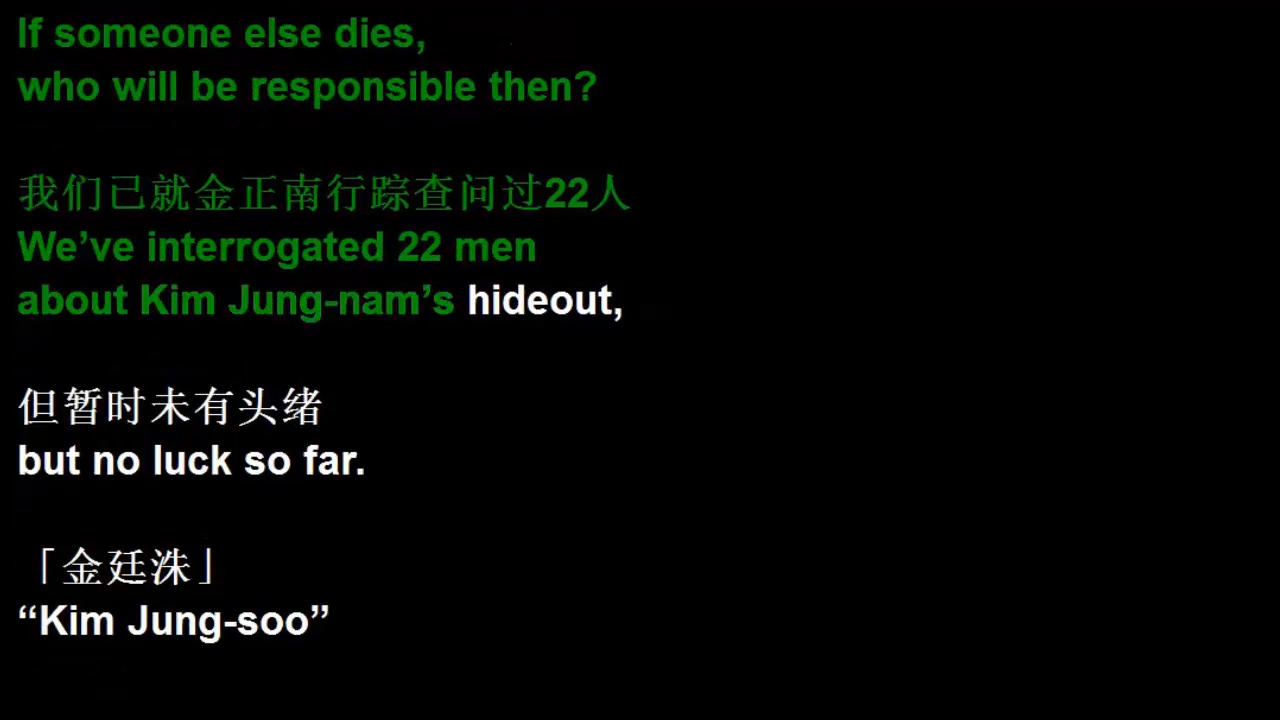 If someone else dies,
who will be responsible then?
我们已就金正南行踪查问过22人
We’ve interrogated 22 men
about Kim Jung-nam’s hideout,
但暂时未有头绪
but no luck so far.
「金廷洙」
“Kim Jung-soo”